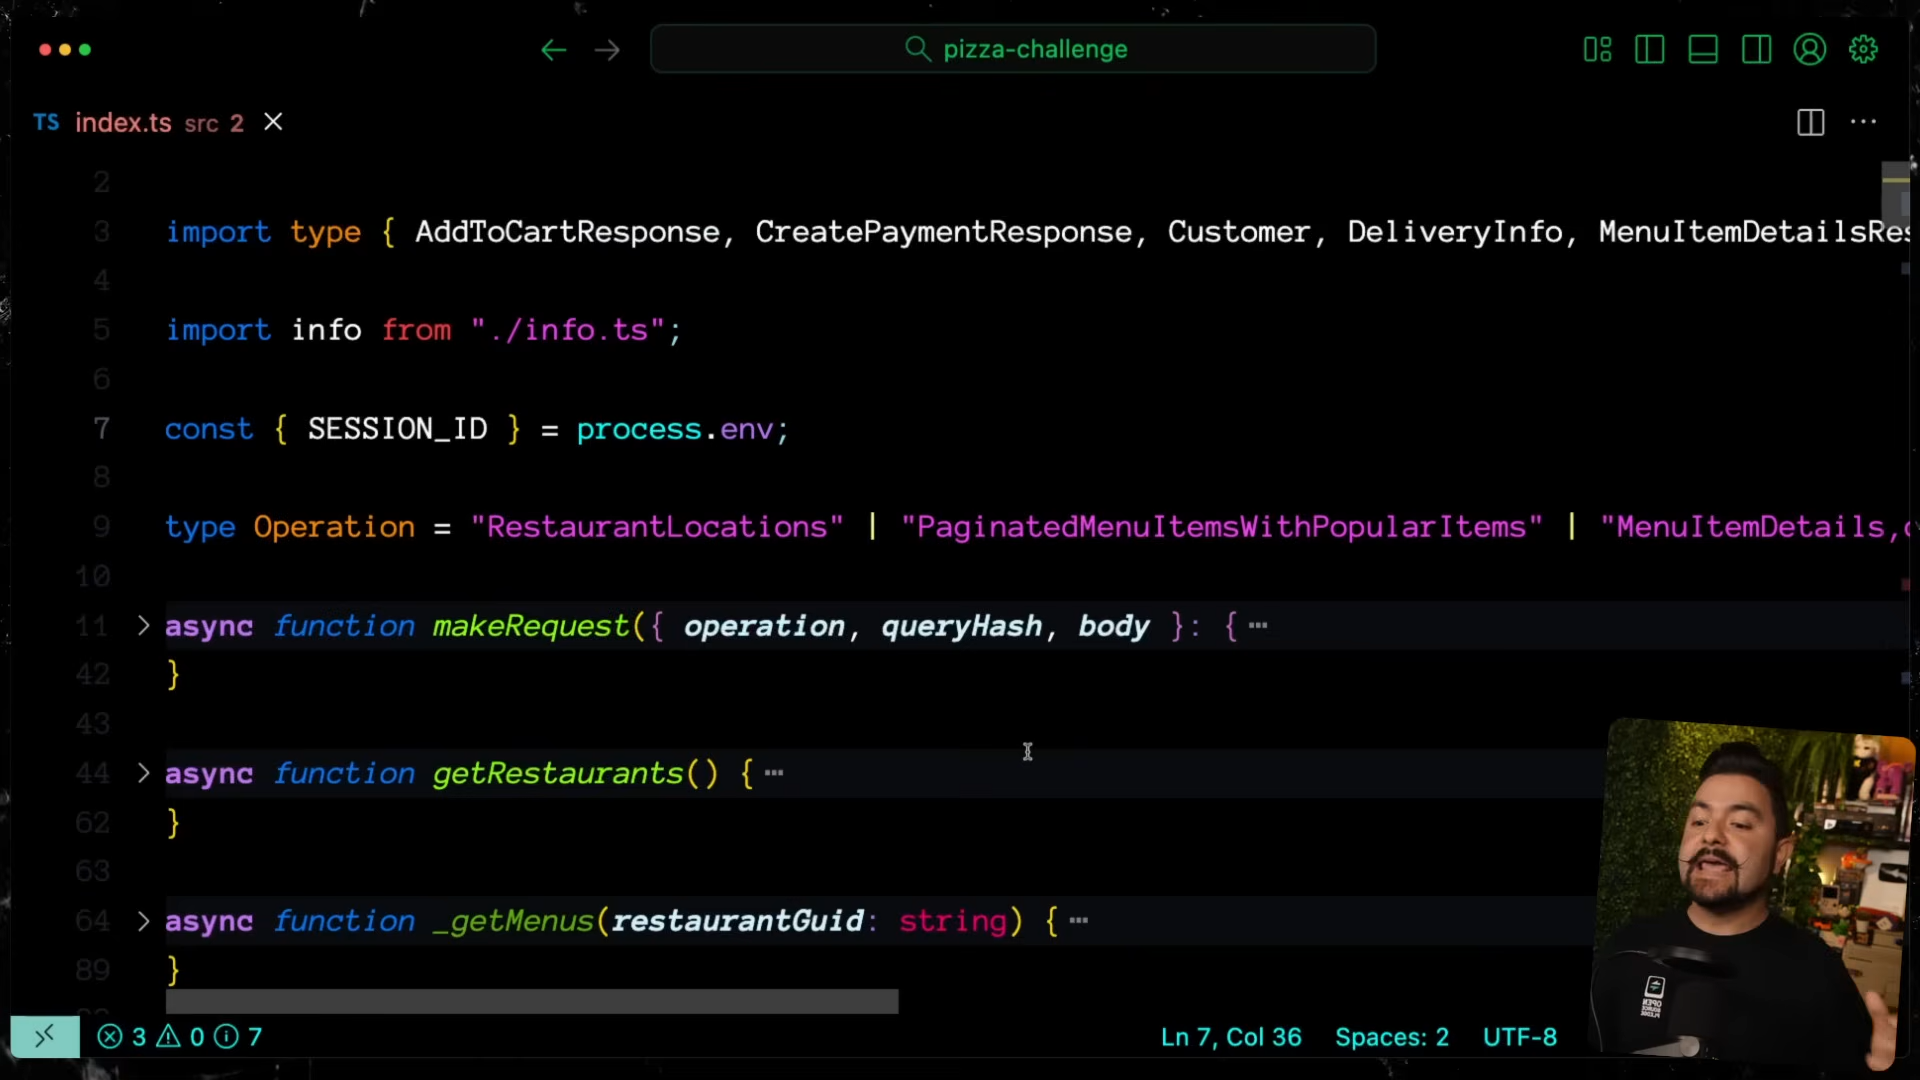 pizza-challenge
TS index.ts src 2
2
3 import type { AddToCartResponse, CreatePaymentResponse, Customer, DeliveryInfo, MenuItemDetailsRes
4
5 import info from "./info.ts";
6
7 const { SESSION_ID } = process.env;
8
9 type Operation = "RestaurantLocations" | "PaginatedMenuItemsWithPopularItems" | "MenuItemDetails,
10
11 async function makeRequest({ operation, queryHash, body }: { ⋯
42 }
43
44 async function getRestaurants() { ⋯
62 }
63
64 async function _getMenus(restaurantGuid: string) { ⋯
89 }
3 0 7 Ln 7, Col 36 Spaces: 2 UTF-8
OPEN
SOURCE
PLEDGE